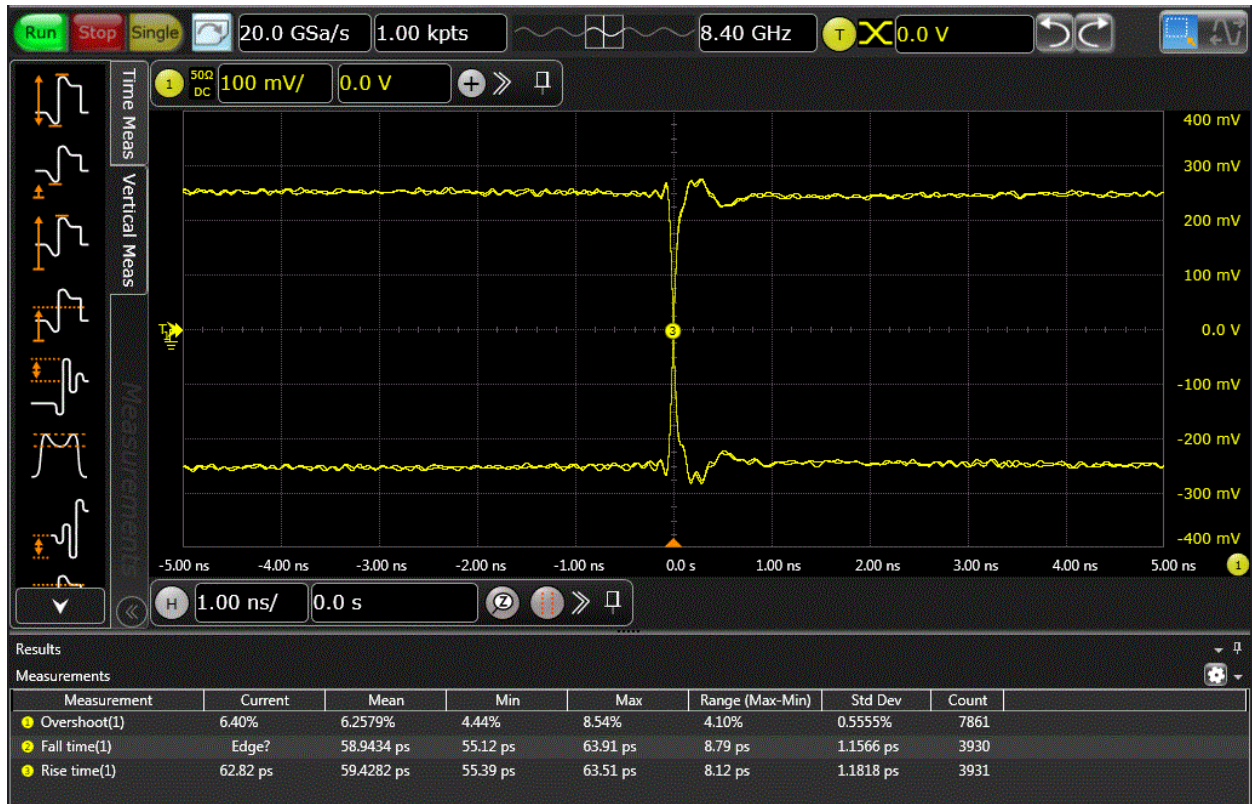 Run Stop Single 20.0 GSa/s 1.00 kpts 8.40 GHz T 0.0 V
Time Meas
Vertical Meas
Measurements
1 50Ω DC 100 mV/ 0.0 V
400 mV
300 mV
200 mV
100 mV
0.0 V
-100 mV
-200 mV
-300 mV
-400 mV
T
3
-5.00 ns -4.00 ns -3.00 ns -2.00 ns -1.00 ns 0.0 s 1.00 ns 2.00 ns 3.00 ns 4.00 ns 5.00 ns 1
H 1.00 ns/ 0.0 s Z
Results
Measurements
Measurement Current Mean Min Max Range (Max-Min) Std Dev Count
1 Overshoot(1) 6.40% 6.2579% 4.44% 8.54% 4.10% 0.5555% 7861
2 Fall time(1) Edge? 58.9434 ps 55.12 ps 63.91 ps 8.79 ps 1.1566 ps 3930
3 Rise time(1) 62.82 ps 59.4282 ps 55.39 ps 63.51 ps 8.12 ps 1.1818 ps 3931